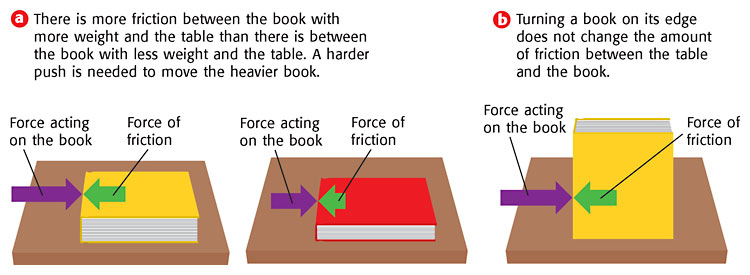 a There is more friction between the book with
more weight and the table than there is between
the book with less weight and the table. A harder
push is needed to move the heavier book.
Force acting
on the book
Force of
friction
Force acting
on the book
Force of
friction
b Turning a book on its edge
does not change the amount
of friction between the table
and the book.
Force acting
on the book
Force of
friction